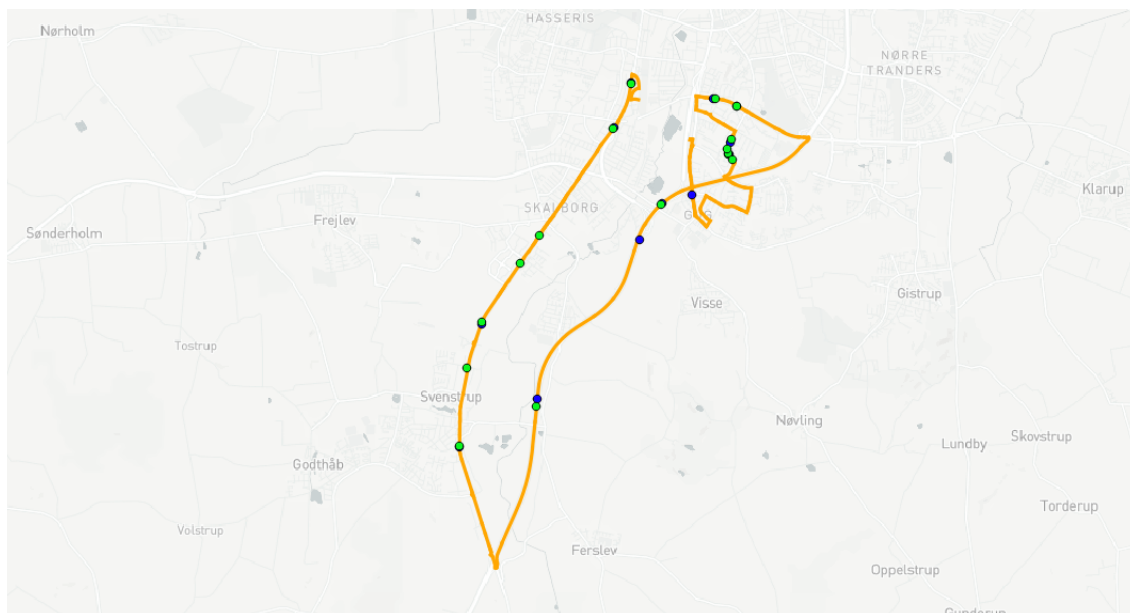 HASSERIS
Nørholm
NØRRE
TRANDERS
Klarup
SKALBORG
Frejlev
Sønderholm
Gistrup
Visse
Tostrup
Svenstrup
Nøvling
Skovstrup
Lundby
Godthåb
Torderup
Volstrup
Ferslev
Oppelstrup
Gunderup